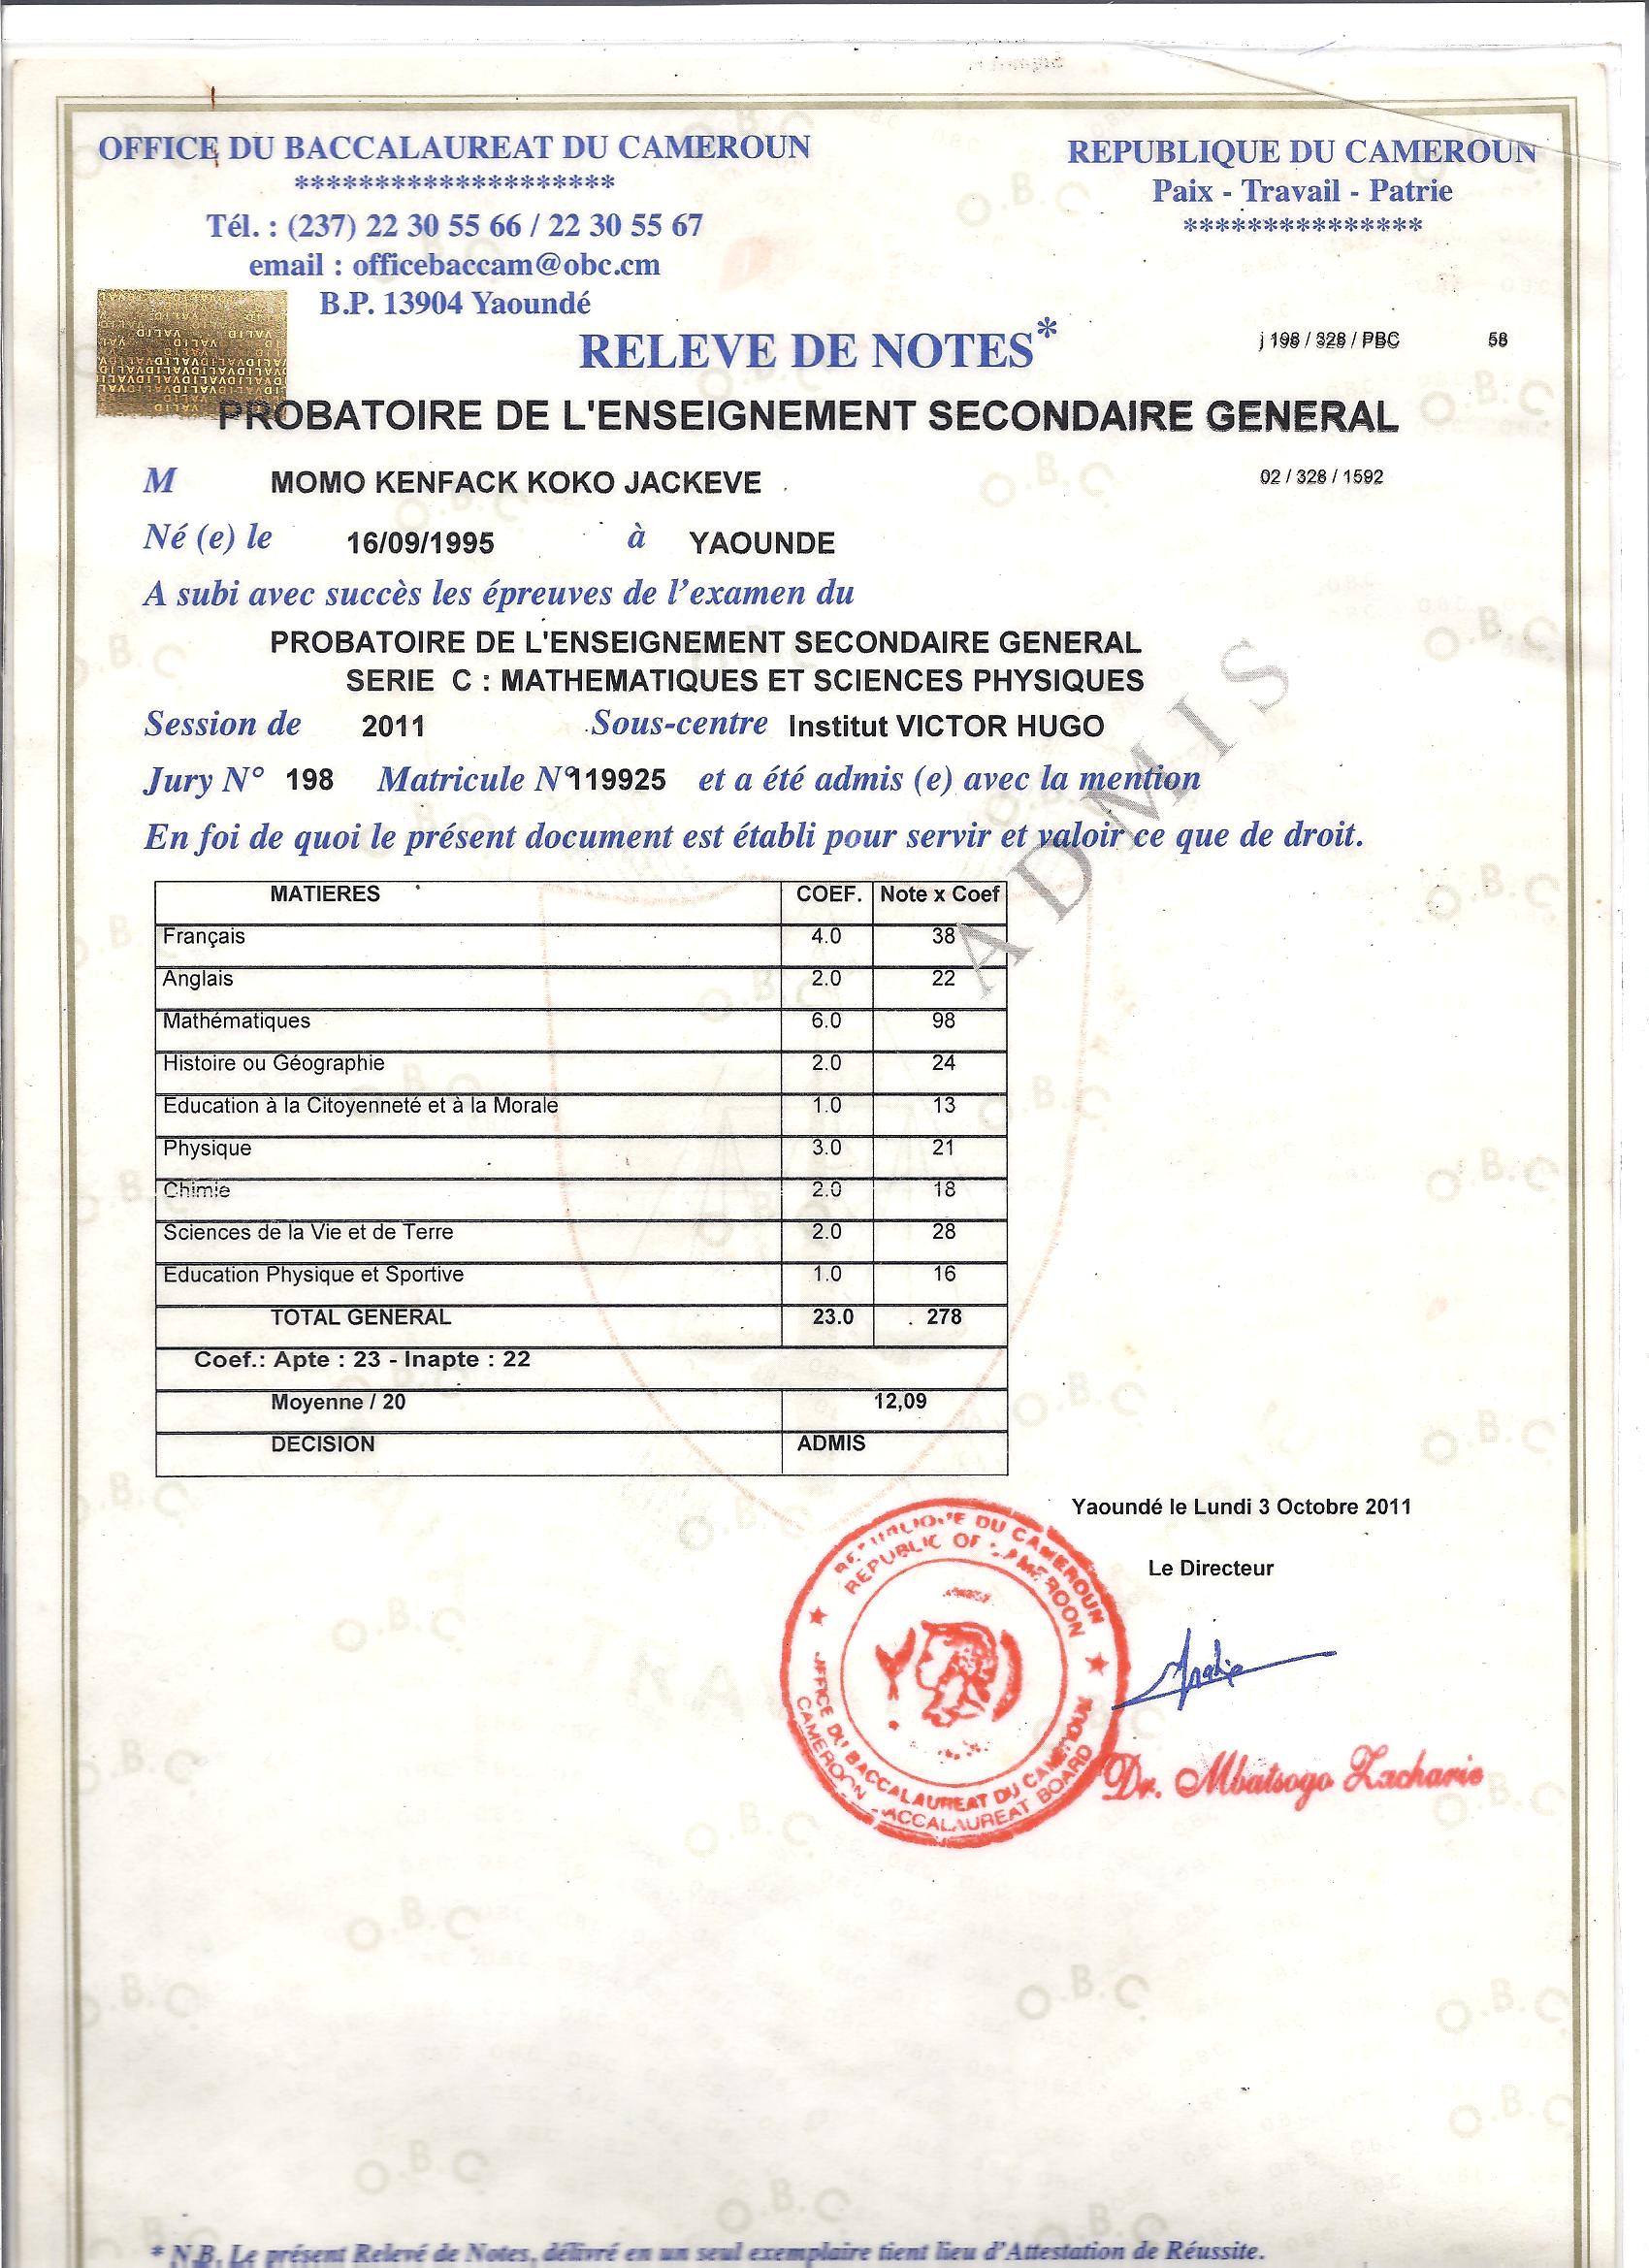 OFFICE DU BACCALAUREAT DU CAMEROUN
********************
Tél. : (237) 22 30 55 66 / 22 30 55 67
email : officebaccam@obc.cm
B.P. 13904 Yaoundé
REPUBLIQUE DU CAMEROUN
Paix - Travail - Patrie
***************
RELEVE DE NOTES*
j 198 / 328 / PBC 58
PROBATOIRE DE L'ENSEIGNEMENT SECONDAIRE GENERAL
M MOMO KENFACK KOKO JACKEVE
02 / 328 / 1592
Né (e) le 16/09/1995 à YAOUNDE
A subi avec succès les épreuves de l'examen du
PROBATOIRE DE L'ENSEIGNEMENT SECONDAIRE GENERAL
SERIE C : MATHEMATIQUES ET SCIENCES PHYSIQUES
Session de 2011 Sous-centre Institut VICTOR HUGO
Jury N° 198 Matricule N° 119925 et a été admis (e) avec la mention
En foi de quoi le présent document est établi pour servir et valoir ce que de droit.
ADMIS
MATIERES COEF. Note x Coef
Français 4.0 38
Anglais 2.0 22
Mathématiques 6.0 98
Histoire ou Géographie 2.0 24
Education à la Citoyenneté et à la Morale 1.0 13
Physique 3.0 21
Chimie 2.0 18
Sciences de la Vie et de Terre 2.0 28
Education Physique et Sportive 1.0 16
TOTAL GENERAL 23.0 278
Coef.: Apte : 23 - Inapte : 22
Moyenne / 20 12,09
DECISION ADMIS
Yaoundé le Lundi 3 Octobre 2011
Le Directeur
REPUBLIQUE DU CAMEROUN
REPUBLIC OF CAMEROON
OFFICE DU BACCALAUREAT DU CAMEROUN
CAMEROON BACCALAUREAT BOARD
Dr. Mbatsogo Zacharie
* N.B. Le présent Relevé de Notes, délivré en un seul exemplaire tient lieu d'Attestation de Réussite.